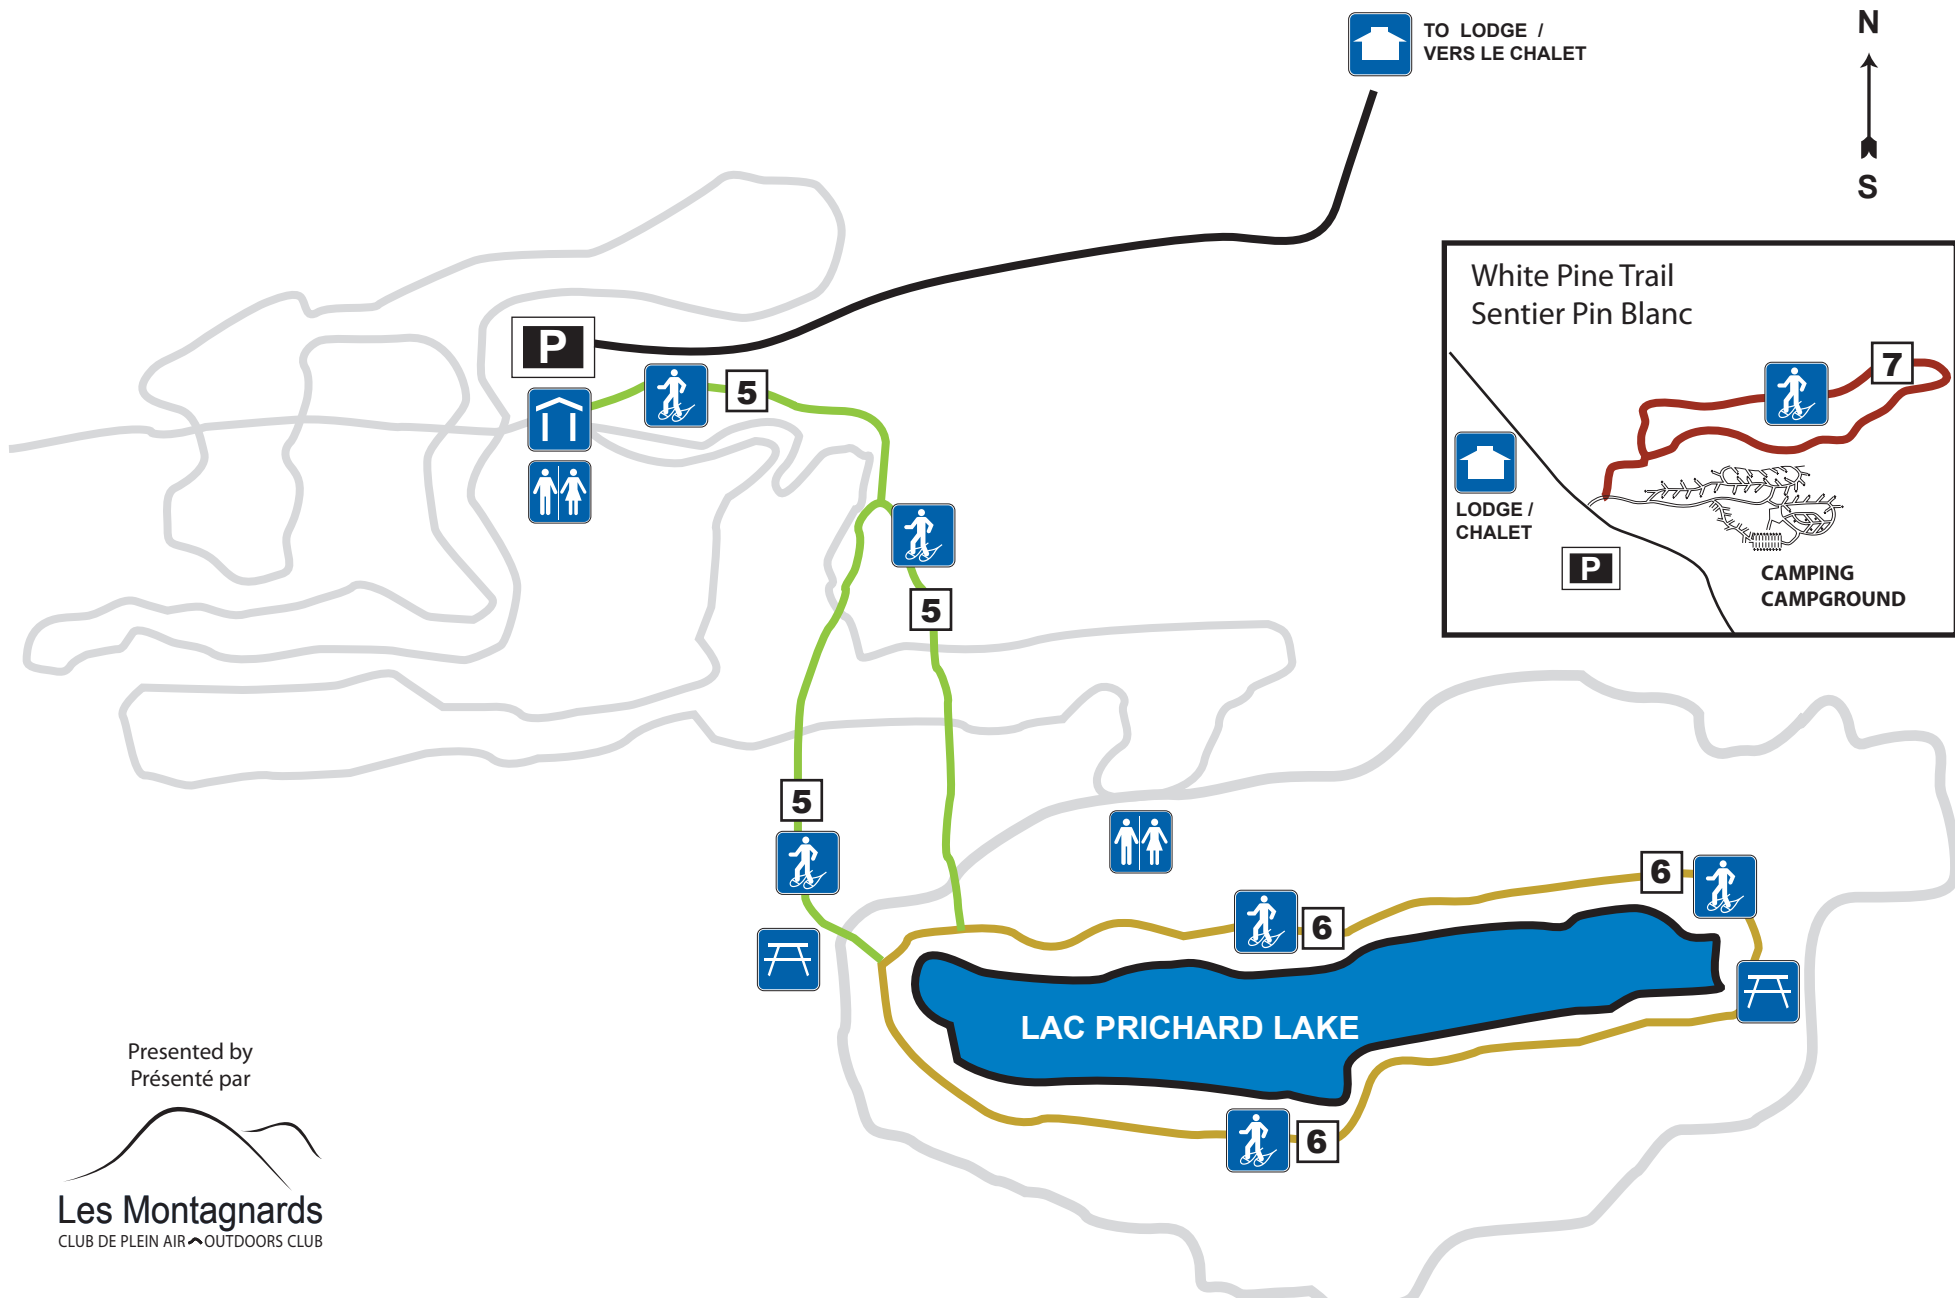 TO LODGE /
VERS LE CHALET
N
S
White Pine Trail
Sentier Pin Blanc
7
LODGE /
CHALET
P
CAMPING
CAMPGROUND
P
5
5
5
6
6
LAC PRICHARD LAKE
6
Presented by
Présenté par
Les Montagnards
CLUB DE PLEIN AIR OUTDOORS CLUB